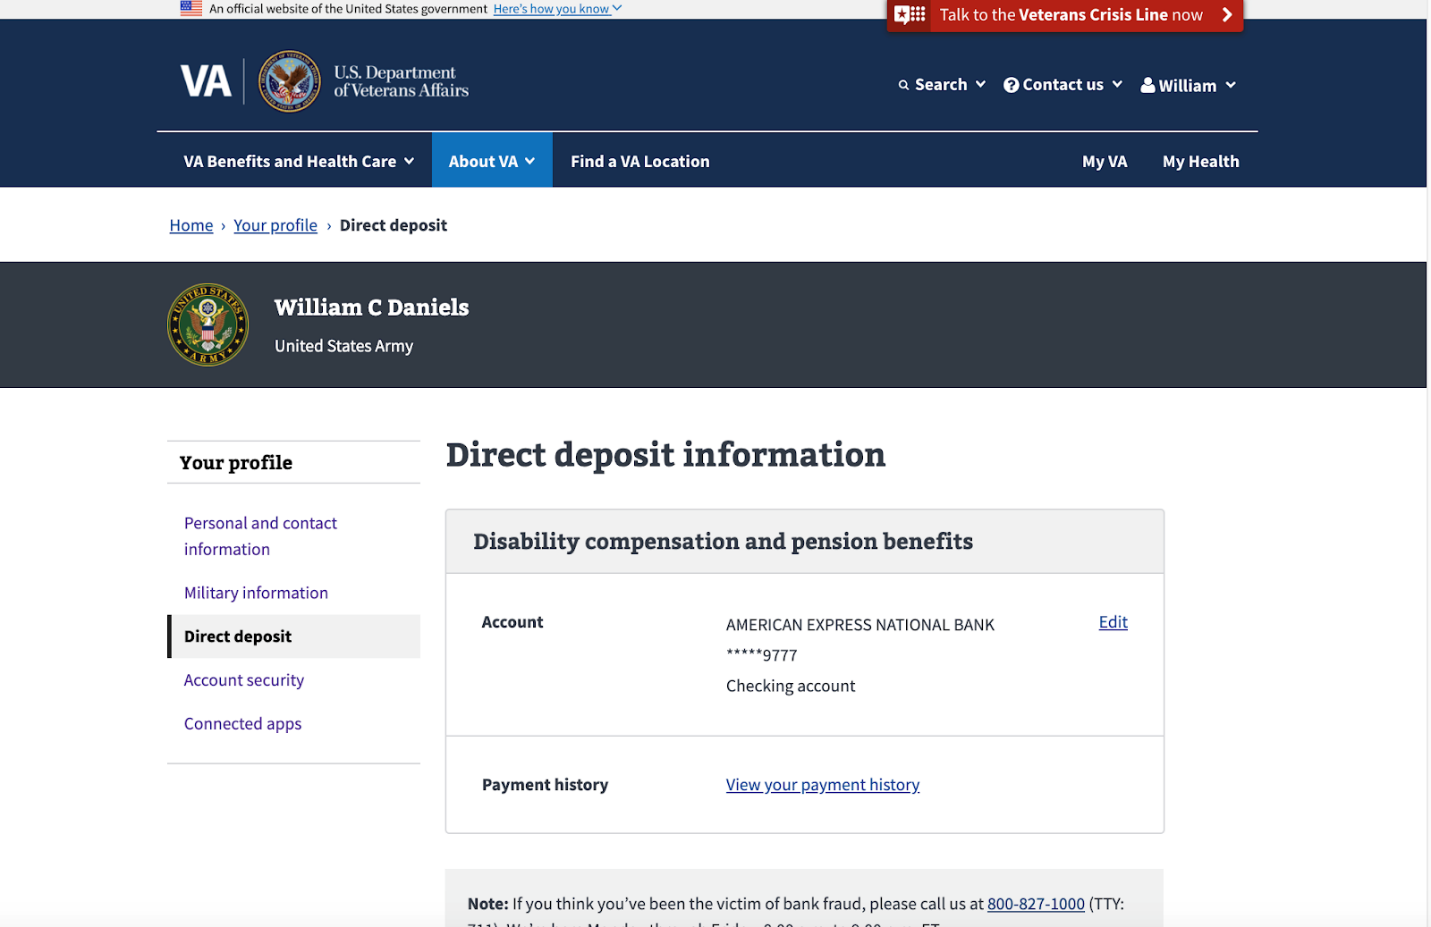 An official website of the United States government Here's how you know
Talk to the Veterans Crisis Line now
VA
U.S. Department
of Veterans Affairs
Search
Contact us
William
VA Benefits and Health Care
About VA
Find a VA Location
My VA
My Health
Home › Your profile › Direct deposit
UNITED STATES
ARMY
William C Daniels
United States Army
Your profile
Personal and contact
information
Military information
Direct deposit
Account security
Connected apps
Direct deposit information
Disability compensation and pension benefits
Account
AMERICAN EXPRESS NATIONAL BANK
*****9777
Checking account
Edit
Payment history
View your payment history
Note: If you think you’ve been the victim of bank fraud, please call us at 800-827-1000 (TTY: